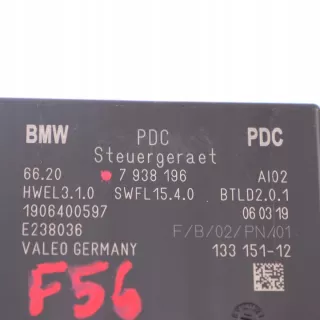 BMW PDC PDC
Steuergeraet
66.20 7 938 196 AI02
HWEL3.1.0 SWFL15.4.0 BTLD2.0.1
1906400597 06 03 19
E238036 F/B/02/PN/01
VALEO GERMANY 133 151-12
F56